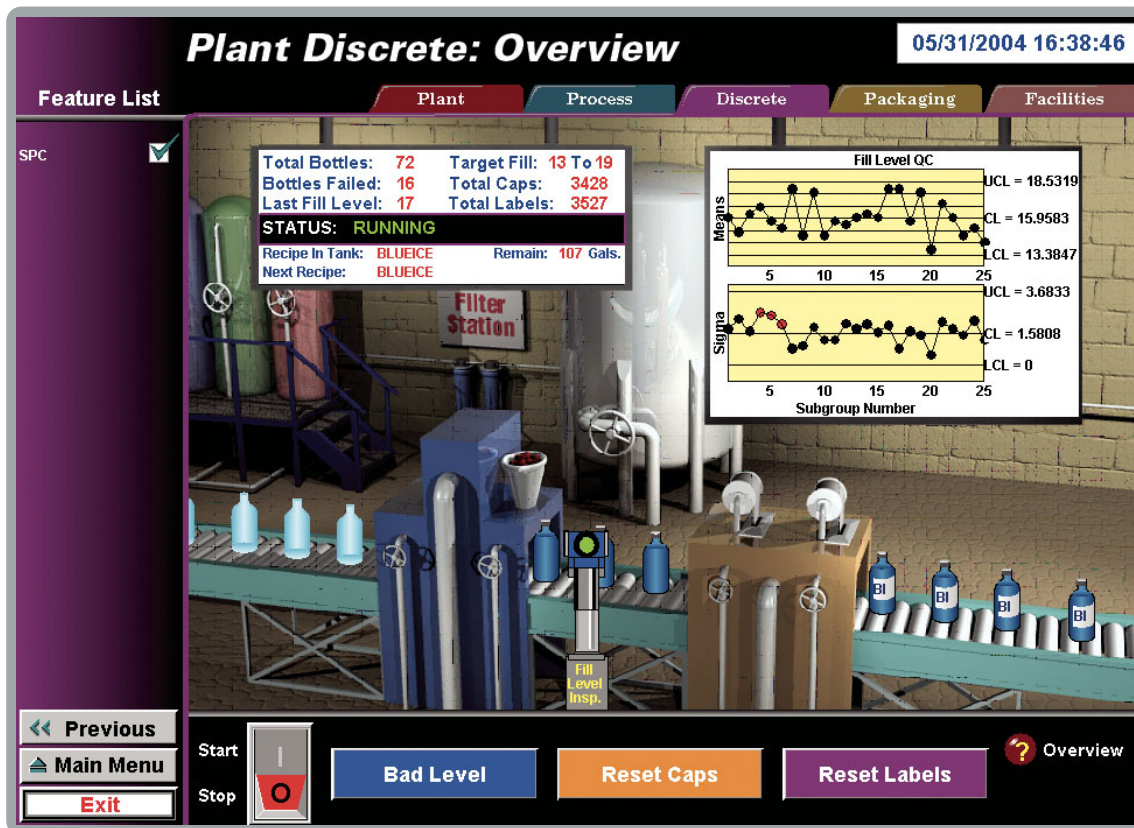 Plant Discrete: Overview
05/31/2004 16:38:46
Feature List
Plant
Process
Discrete
Packaging
Facilities
SPC
Total Bottles: 72 Target Fill: 13 To 19
Bottles Failed: 16 Total Caps: 3428
Last Fill Level: 17 Total Labels: 3527
STATUS: RUNNING
Recipe In Tank: BLUEICE Remain: 107 Gals.
Next Recipe: BLUEICE
Fill Level QC
Means
UCL = 18.5319
CL = 15.9583
LCL = 13.3847
5 10 15 20 25
Sigma
UCL = 3.6833
CL = 1.5808
LCL = 0
5 10 15 20 25
Subgroup Number
Filter
Station
BI
BI
BI
BI
Fill
Level
Insp.
Previous
Main Menu
Exit
Start
I
O
Stop
Bad Level
Reset Caps
Reset Labels
? Overview